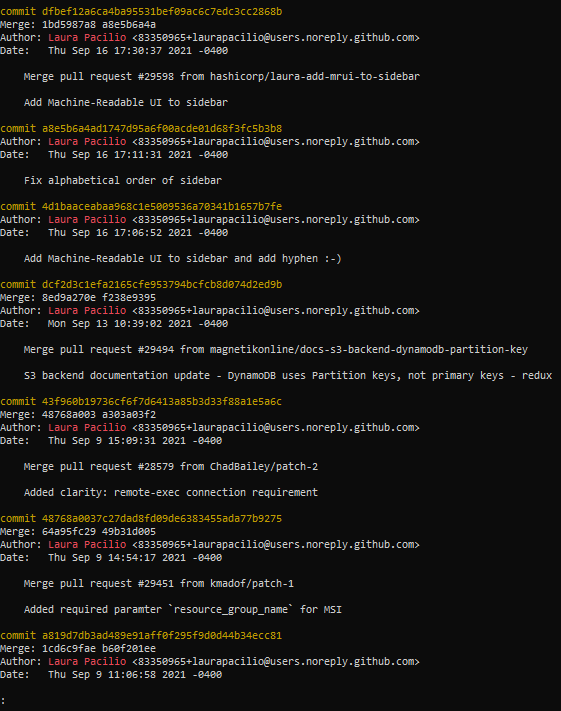 commit dfbef12a6ca4ba95531bef09ac6c7edc3cc2868b
Merge: 1bd5987a8 a8e5b6a4a
Author: Laura Pacilio <83350965+laurapacilio@users.noreply.github.com>
Date:   Thu Sep 16 17:30:37 2021 -0400
    Merge pull request #29598 from hashicorp/laura-add-mrui-to-sidebar
    Add Machine-Readable UI to sidebar
commit a8e5b6a4ad1747d95a6f00acde01d68f3fc5b3b8
Author: Laura Pacilio <83350965+laurapacilio@users.noreply.github.com>
Date:   Thu Sep 16 17:11:31 2021 -0400
    Fix alphabetical order of sidebar
commit 4d1baaceabaa968c1e5009536a70341b1657b7fe
Author: Laura Pacilio <83350965+laurapacilio@users.noreply.github.com>
Date:   Thu Sep 16 17:06:52 2021 -0400
    Add Machine-Readable UI to sidebar and add hyphen :-)
commit dcf2d3c1efa2165cfe953794bcfcb8d074d2ed9b
Merge: 8ed9a270e f238e9395
Author: Laura Pacilio <83350965+laurapacilio@users.noreply.github.com>
Date:   Mon Sep 13 10:39:02 2021 -0400
    Merge pull request #29494 from magnetikonline/docs-s3-backend-dynamodb-partition-key
    S3 backend documentation update - DynamoDB uses Partition keys, not primary keys - redux
commit 43f960b19736cf6f7d6413a85b3d33f88a1e5a6c
Merge: 48768a003 a303a03f2
Author: Laura Pacilio <83350965+laurapacilio@users.noreply.github.com>
Date:   Thu Sep 9 15:09:31 2021 -0400
    Merge pull request #28579 from ChadBailey/patch-2
    Added clarity: remote-exec connection requirement
commit 48768a0037c27dad8fd09de6383455ada77b9275
Merge: 64a95fc29 49b31d005
Author: Laura Pacilio <83350965+laurapacilio@users.noreply.github.com>
Date:   Thu Sep 9 14:54:17 2021 -0400
    Merge pull request #29451 from kmadof/patch-1
    Added required paramter `resource_group_name` for MSI
commit a819d7db3ad489e91aff0f295f9d0d44b34ecc81
Merge: 1cd6c9fae b60f201ee
Author: Laura Pacilio <83350965+laurapacilio@users.noreply.github.com>
Date:   Thu Sep 9 11:06:58 2021 -0400
: